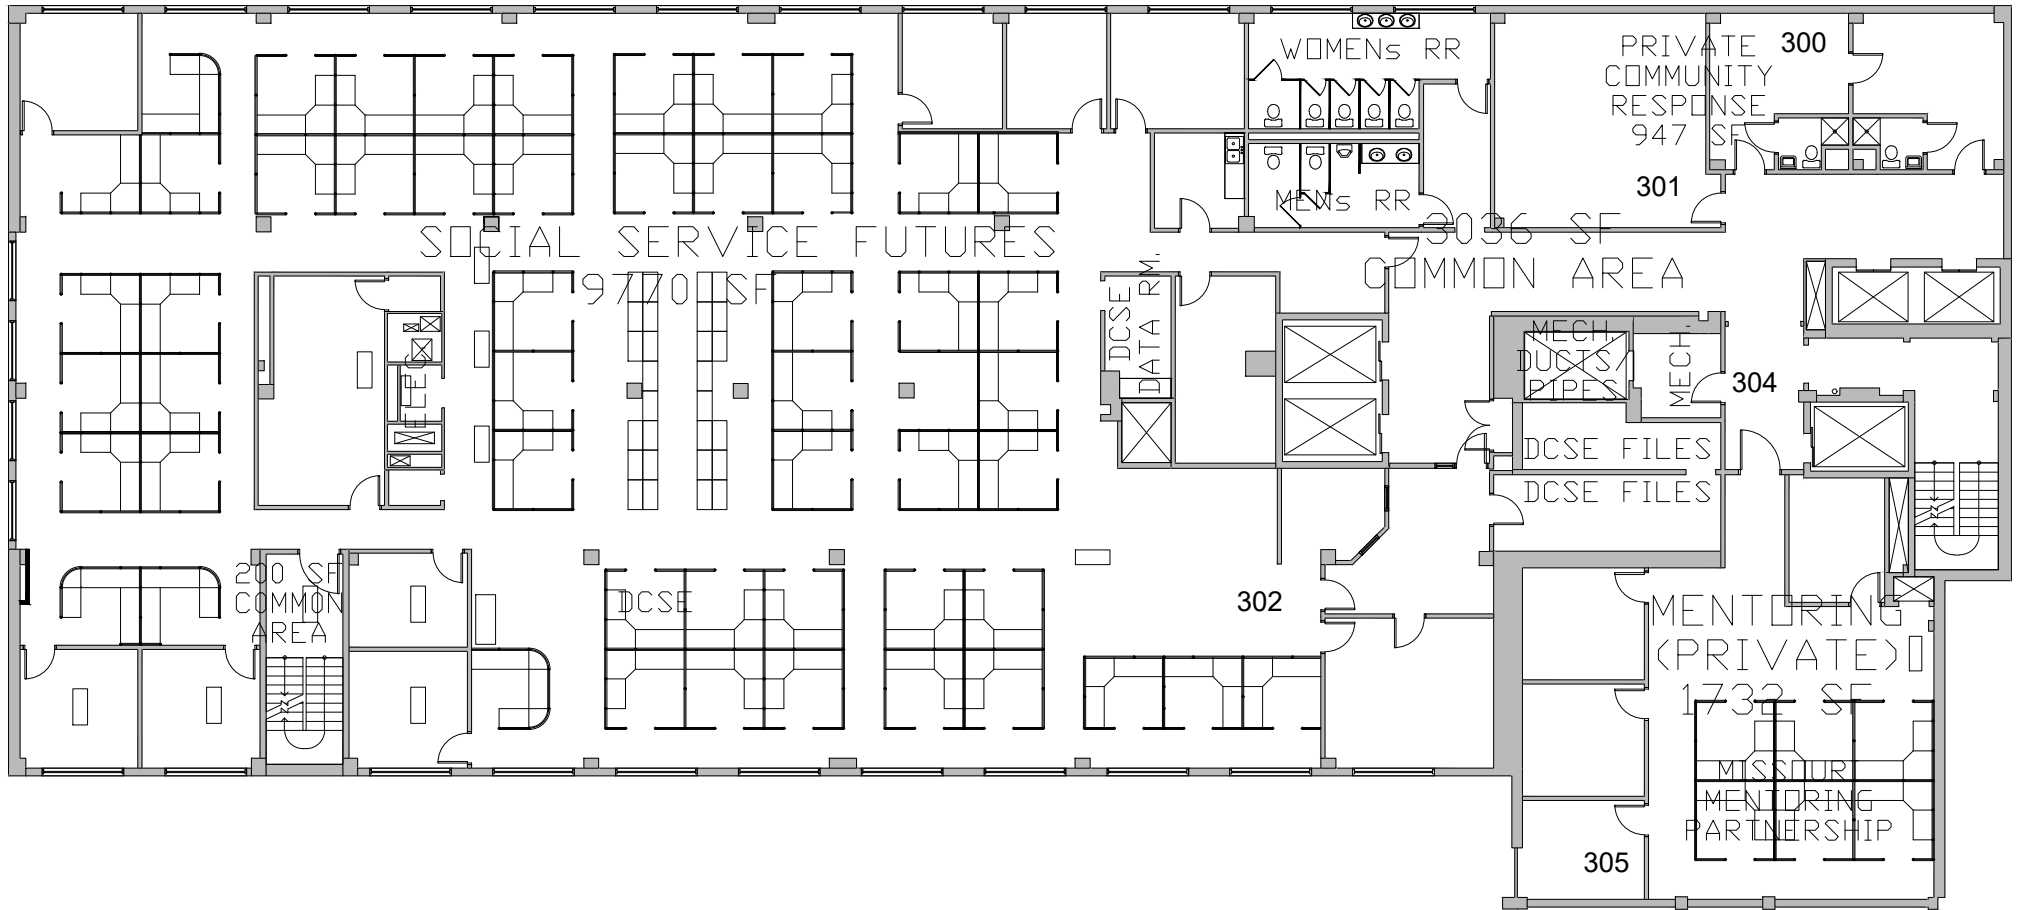 WOMENs RR
PRIVATE
COMMUNITY
RESPONSE
947 SF
300
301
MENs RR
SOCIAL SERVICE FUTURES
9770 SF
3036 SF
COMMON AREA
DCSE
DATA RM.
MECH.
DUCTS/
PIPES
MECH.
304
ELEC
DCSE FILES
DCSE FILES
200 SF
COMMON
AREA
DCSE
302
MENTORING
(PRIVATE)
1732 SF
MISSOURI
MENTORING
PARTNERSHIP
305